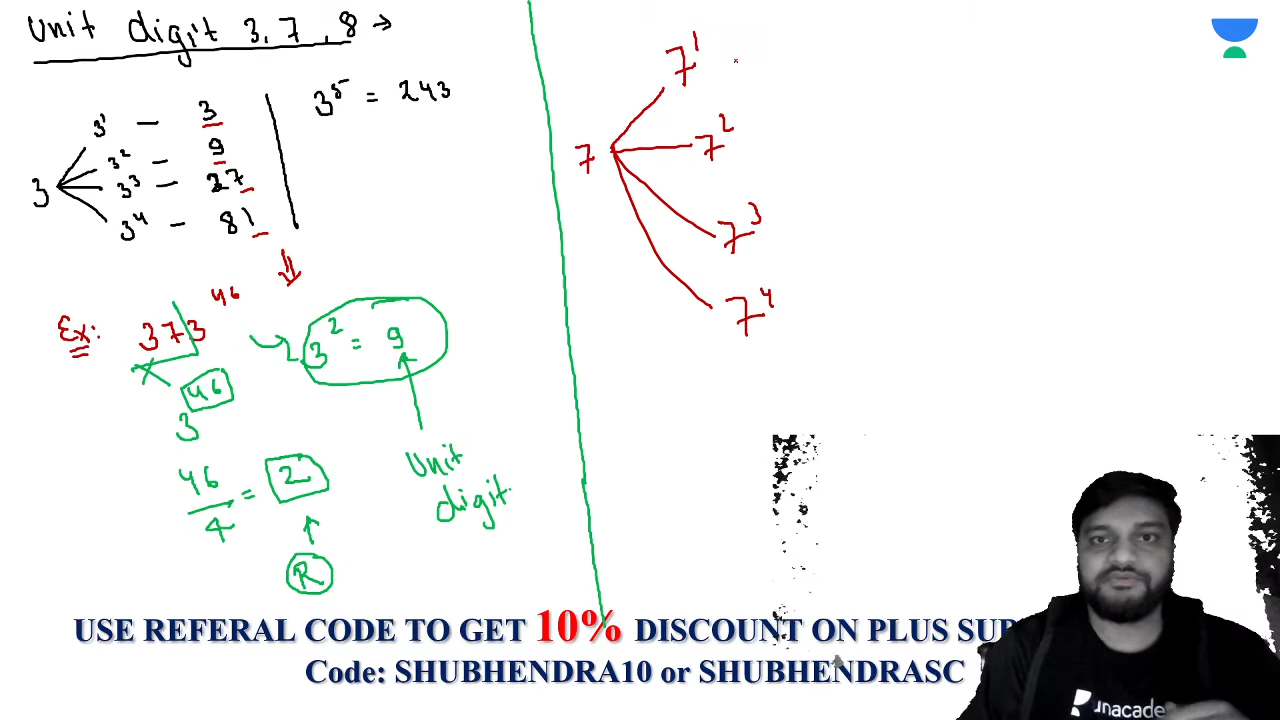 Unit digit 3, 7, 8 →
3
3¹ – 3
3² – 9
3³ – 27
3⁴ – 81
3⁵ = 243
Ex: 373⁴⁶
3² = 9
3⁴⁶
46/4 = 2
R
Unit
digit
7
7¹
7²
7³
7⁴
USE REFERAL CODE TO GET 10% DISCOUNT ON PLUS SUB
Code: SHUBHENDRA10 or SHUBHENDRASC
unacade